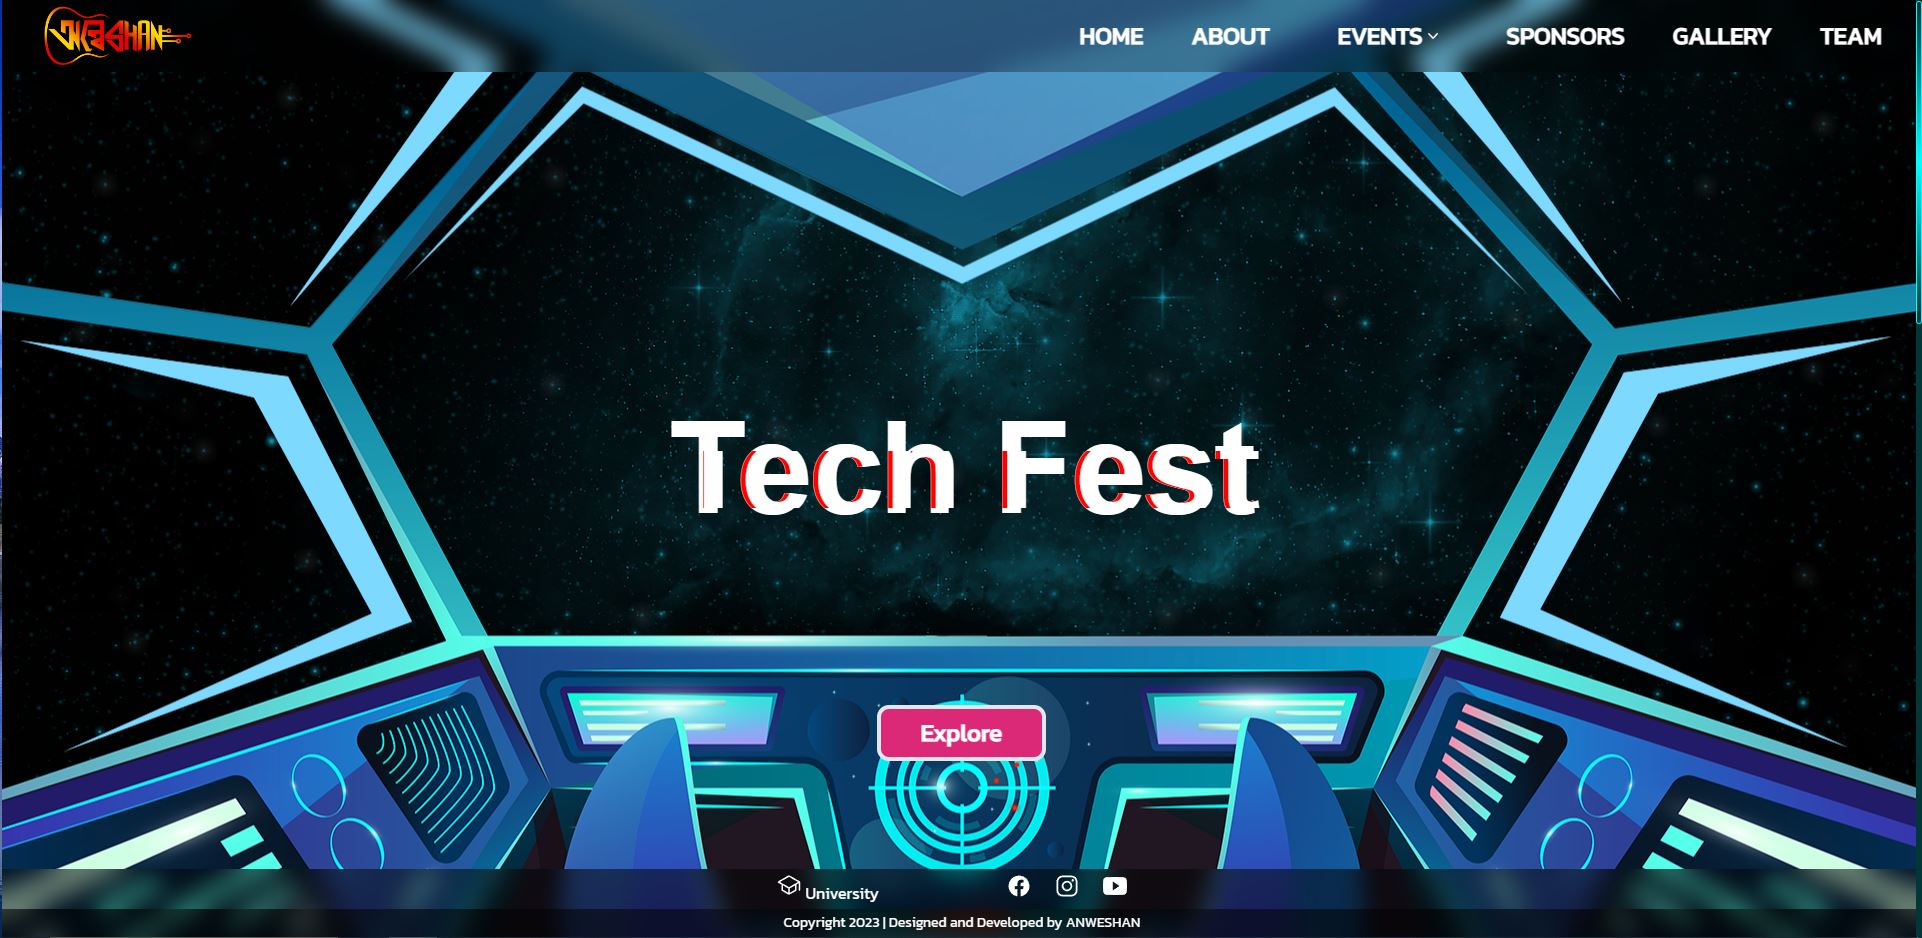 অন্বেSHAN
HOME ABOUT EVENTS SPONSORS GALLERY TEAM
Tech Fest
Explore
University
Copyright 2023 | Designed and Developed by ANWESHAN